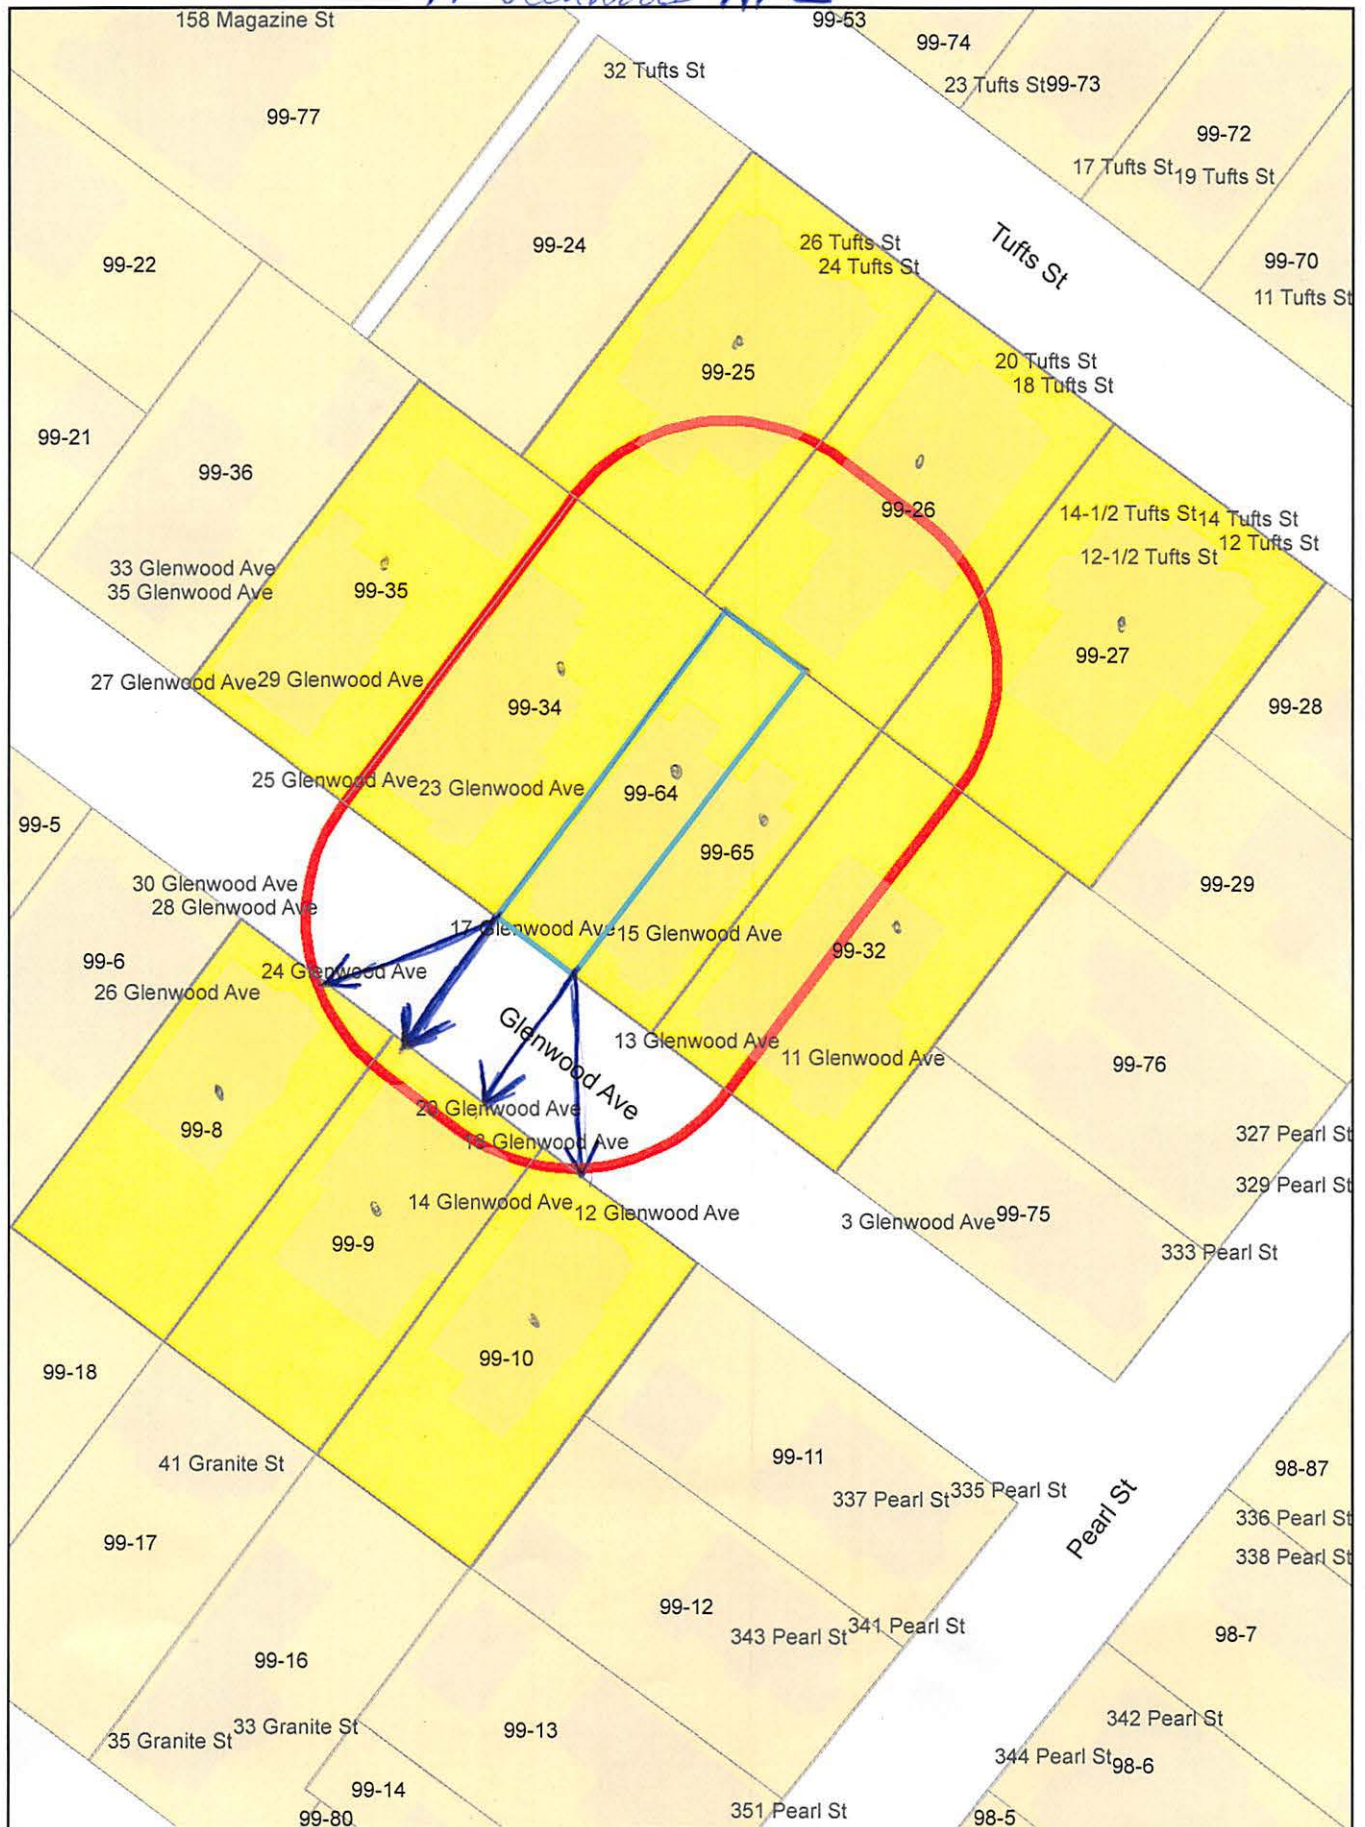 17 Glenwood Ave
158 Magazine St
99-53
99-74
32 Tufts St
23 Tufts St
99-73
99-77
99-72
17 Tufts St
19 Tufts St
99-24
26 Tufts St
24 Tufts St
Tufts St
99-22
99-70
11 Tufts St
99-25
20 Tufts St
18 Tufts St
99-21
99-36
99-26
14-1/2 Tufts St
14 Tufts St
12 Tufts St
12-1/2 Tufts St
33 Glenwood Ave
35 Glenwood Ave
99-35
99-27
27 Glenwood Ave
29 Glenwood Ave
99-34
99-28
25 Glenwood Ave
23 Glenwood Ave
99-64
99-5
99-65
30 Glenwood Ave
28 Glenwood Ave
99-29
17 Glenwood Ave
15 Glenwood Ave
99-32
99-6
24 Glenwood Ave
26 Glenwood Ave
Glenwood Ave
13 Glenwood Ave
11 Glenwood Ave
99-76
20 Glenwood Ave
99-8
18 Glenwood Ave
327 Pearl St
329 Pearl St
14 Glenwood Ave
12 Glenwood Ave
3 Glenwood Ave
99-75
99-9
333 Pearl St
99-10
99-18
41 Granite St
99-11
98-87
337 Pearl St
335 Pearl St
Pearl St
336 Pearl St
99-17
338 Pearl St
99-12
343 Pearl St
341 Pearl St
98-7
99-16
35 Granite St
33 Granite St
99-13
342 Pearl St
344 Pearl St
98-6
99-14
99-80
351 Pearl St
98-5